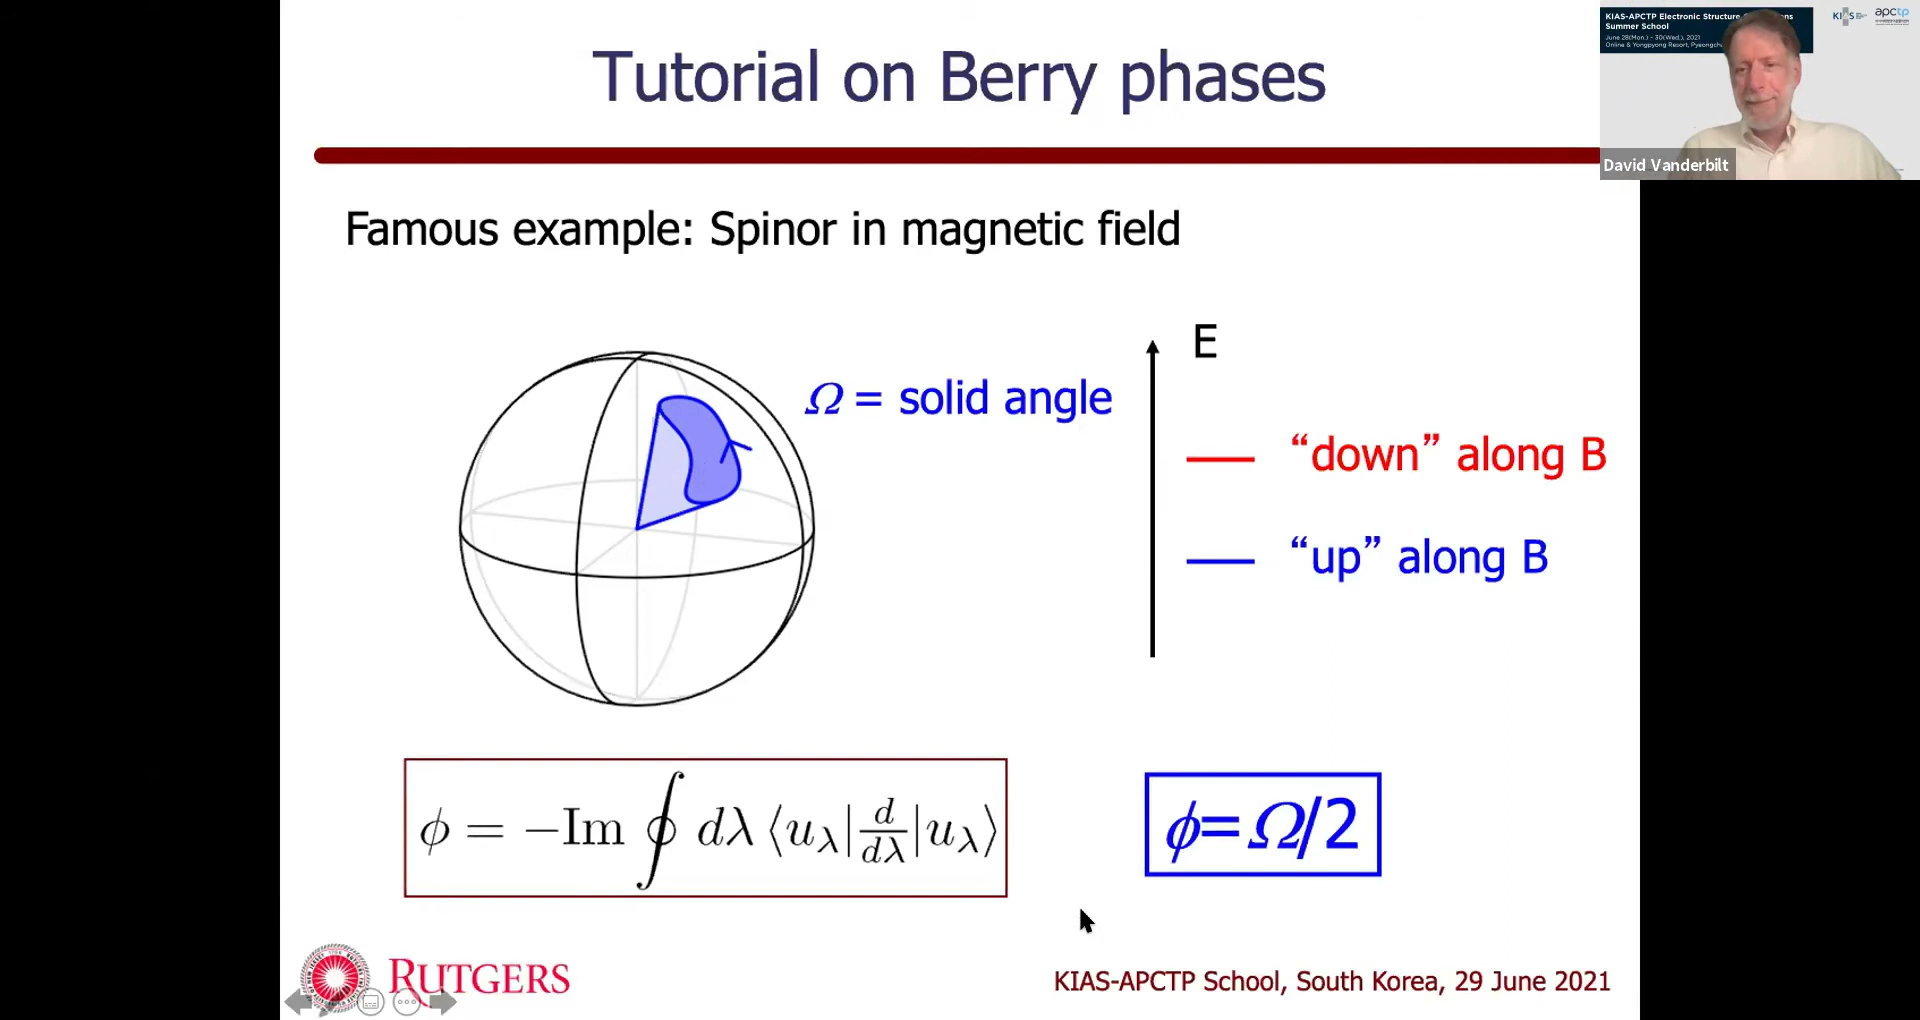 Tutorial on Berry phases
KIAS-APCTP Electronic Structure
Summer School
June 28(Mon.) - 30(Wed.), 2021
Online & Yongpyong Resort,
KIAS
apctp
David Vanderbilt
Famous example: Spinor in magnetic field
Ω = solid angle
E
“down” along B
“up” along B
ϕ = −Im ∮ dλ ⟨u_λ| d/dλ |u_λ⟩
ϕ=Ω/2
RUTGERS
KIAS-APCTP School, South Korea, 29 June 2021